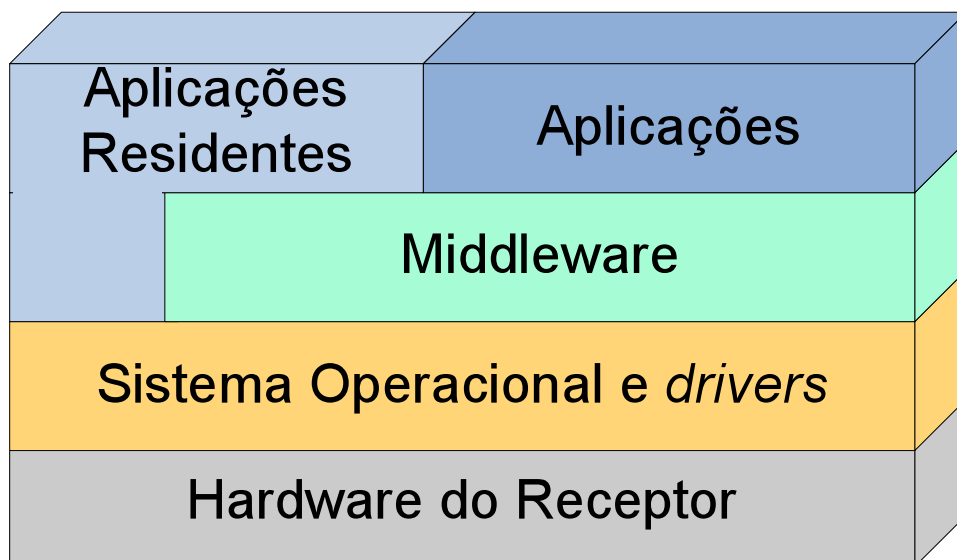 Aplicações
Residentes
Aplicações
Middleware
Sistema Operacional e drivers
Hardware do Receptor